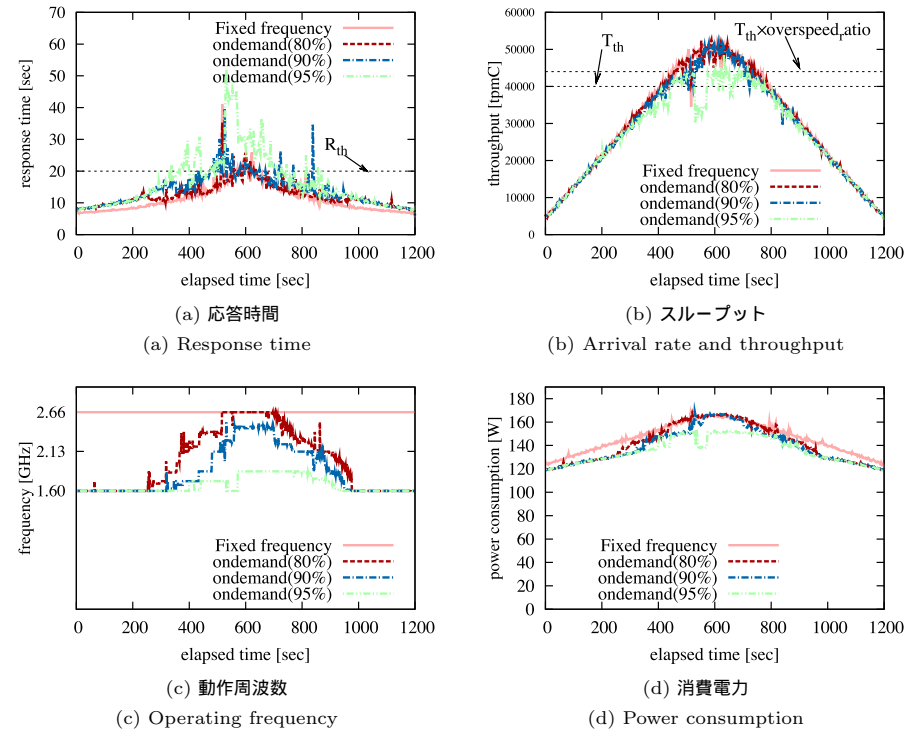 70
60
50
40
30
20
10
0
0 200 400 600 800 1000 1200
response time [sec]
elapsed time [sec]
Fixed frequency
ondemand(80%)
ondemand(90%)
ondemand(95%)
Rth
(a) 応答時間
(a) Response time
60000
50000
40000
30000
20000
10000
0
0 200 400 600 800 1000 1200
throughput [tpmC]
elapsed time [sec]
Tth
Tth×overspeedratio
Fixed frequency
ondemand(80%)
ondemand(90%)
ondemand(95%)
(b) スループット
(b) Arrival rate and throughput
2.66
2.13
1.60
0 200 400 600 800 1000 1200
frequency [GHz]
elapsed time [sec]
Fixed frequency
ondemand(80%)
ondemand(90%)
ondemand(95%)
(c) 動作周波数
(c) Operating frequency
180
160
140
120
100
80
60
40
20
0
0 200 400 600 800 1000 1200
power consumption [W]
elapsed time [sec]
Fixed frequency
ondemand(80%)
ondemand(90%)
ondemand(95%)
(d) 消費電力
(d) Power consumption